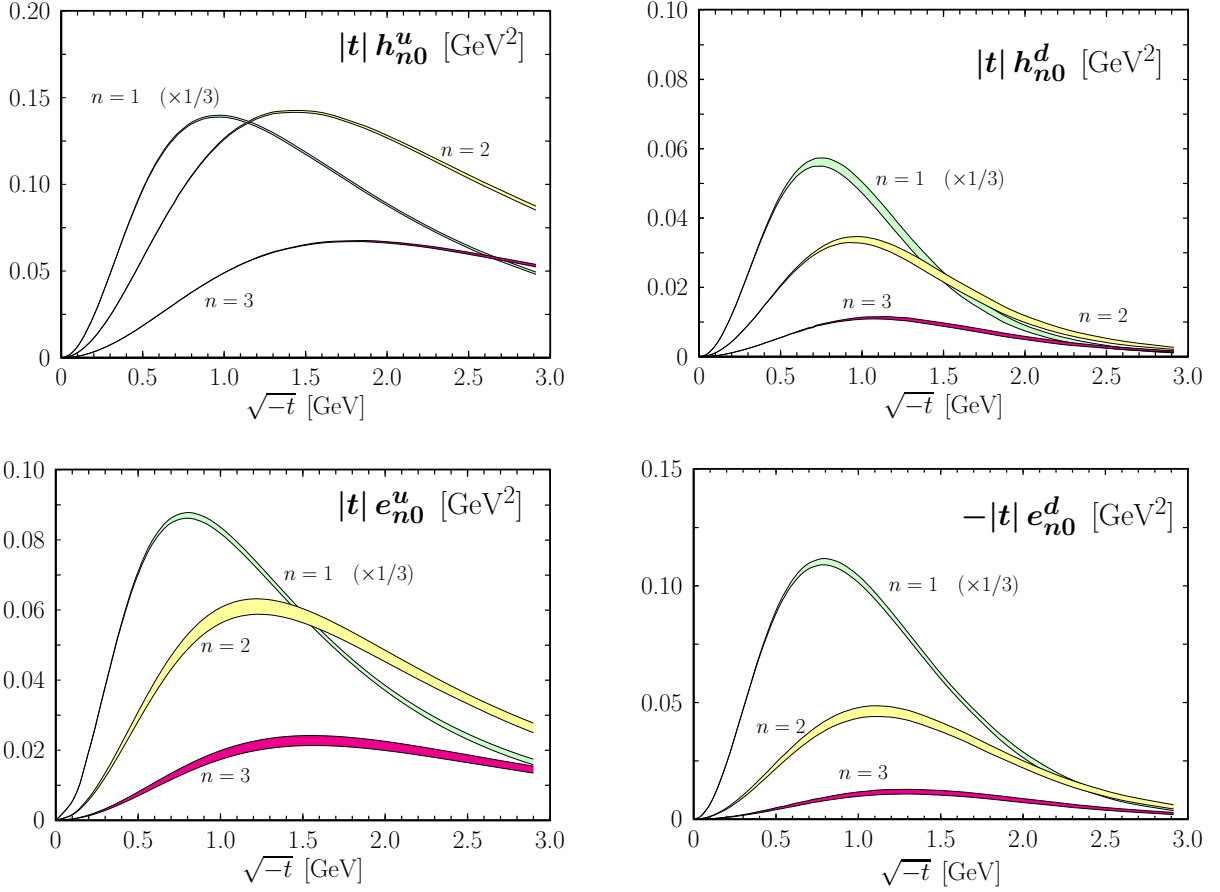 0.20
0.15
0.10
0.05
0
|t| h^u_{n0} [GeV^2]
n = 1 (×1/3)
n = 2
n = 3
0 0.5 1.0 1.5 2.0 2.5 3.0
√−t [GeV]
0.10
0.08
0.06
0.04
0.02
0
|t| h^d_{n0} [GeV^2]
n = 1 (×1/3)
n = 3
n = 2
0 0.5 1.0 1.5 2.0 2.5 3.0
√−t [GeV]
0.10
0.08
0.06
0.04
0.02
0
|t| e^u_{n0} [GeV^2]
n = 1 (×1/3)
n = 2
n = 3
0 0.5 1.0 1.5 2.0 2.5 3.0
√−t [GeV]
0.15
0.10
0.05
0
−|t| e^d_{n0} [GeV^2]
n = 1 (×1/3)
n = 2
n = 3
0 0.5 1.0 1.5 2.0 2.5 3.0
√−t [GeV]